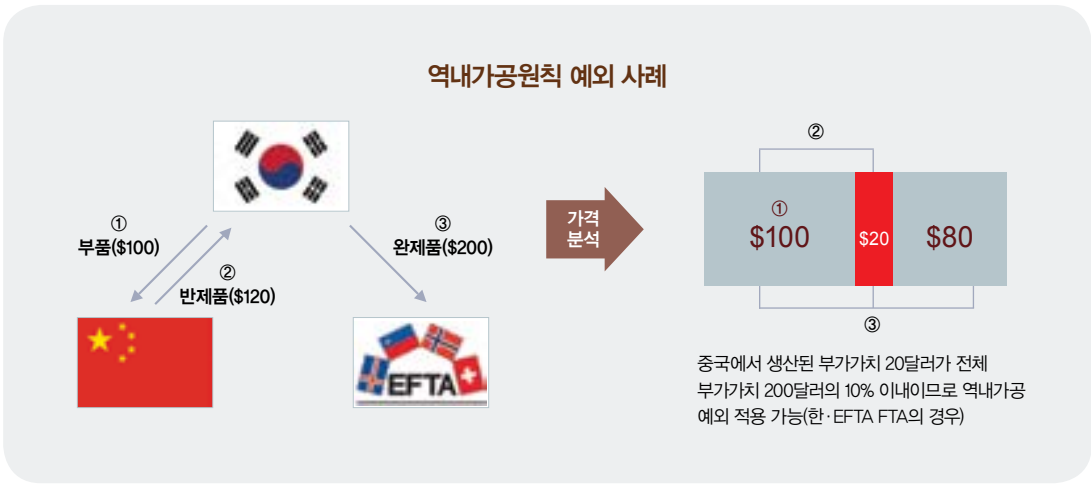 역내가공원칙 예외 사례
①
부품($100)
②
반제품($120)
③
완제품($200)
EFTA
가격
분석
②
①
$100
$20
$80
③
중국에서 생산된 부가가치 20달러가 전체
부가가치 200달러의 10% 이내이므로 역내가공
예외 적용 가능(한·EFTA FTA의 경우)